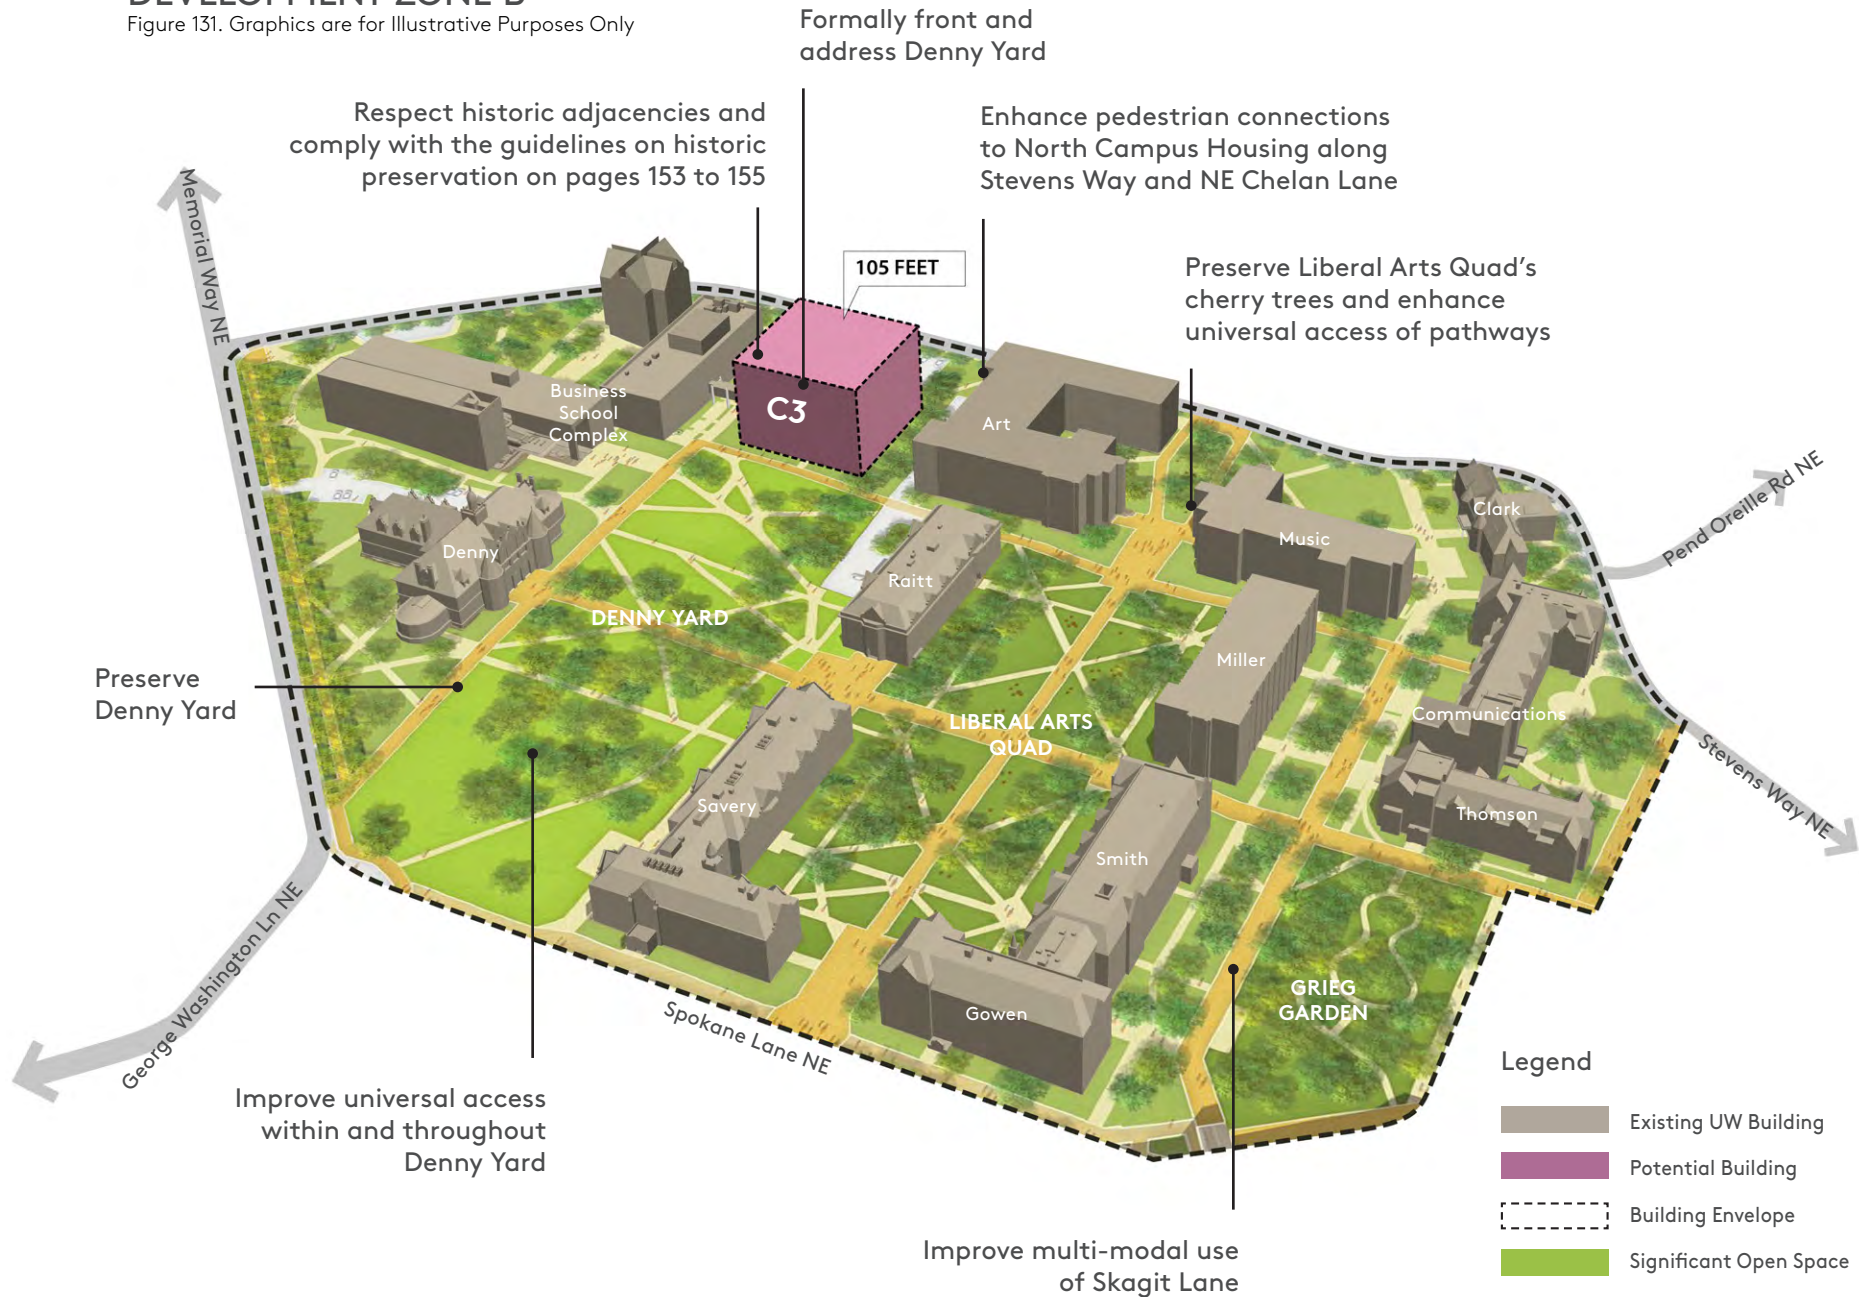 DEVELOPMENT ZONE B
Figure 131. Graphics are for Illustrative Purposes Only
Formally front and
address Denny Yard
Respect historic adjacencies and
comply with the guidelines on historic
preservation on pages 153 to 155
Enhance pedestrian connections
to North Campus Housing along
Stevens Way and NE Chelan Lane
Preserve Liberal Arts Quad's
cherry trees and enhance
universal access of pathways
105 FEET
Memorial Way NE
Business
School
Complex
C3
Art
Clark
Music
Pend Oreille Rd NE
Denny
Raitt
DENNY YARD
Miller
Preserve
Denny Yard
Communications
LIBERAL ARTS
QUAD
Stevens Way NE
Savery
Thomson
Smith
George Washington Ln NE
GRIEG
GARDEN
Gowen
Spokane Lane NE
Improve universal access
within and throughout
Denny Yard
Improve multi-modal use
of Skagit Lane
Legend
Existing UW Building
Potential Building
Building Envelope
Significant Open Space